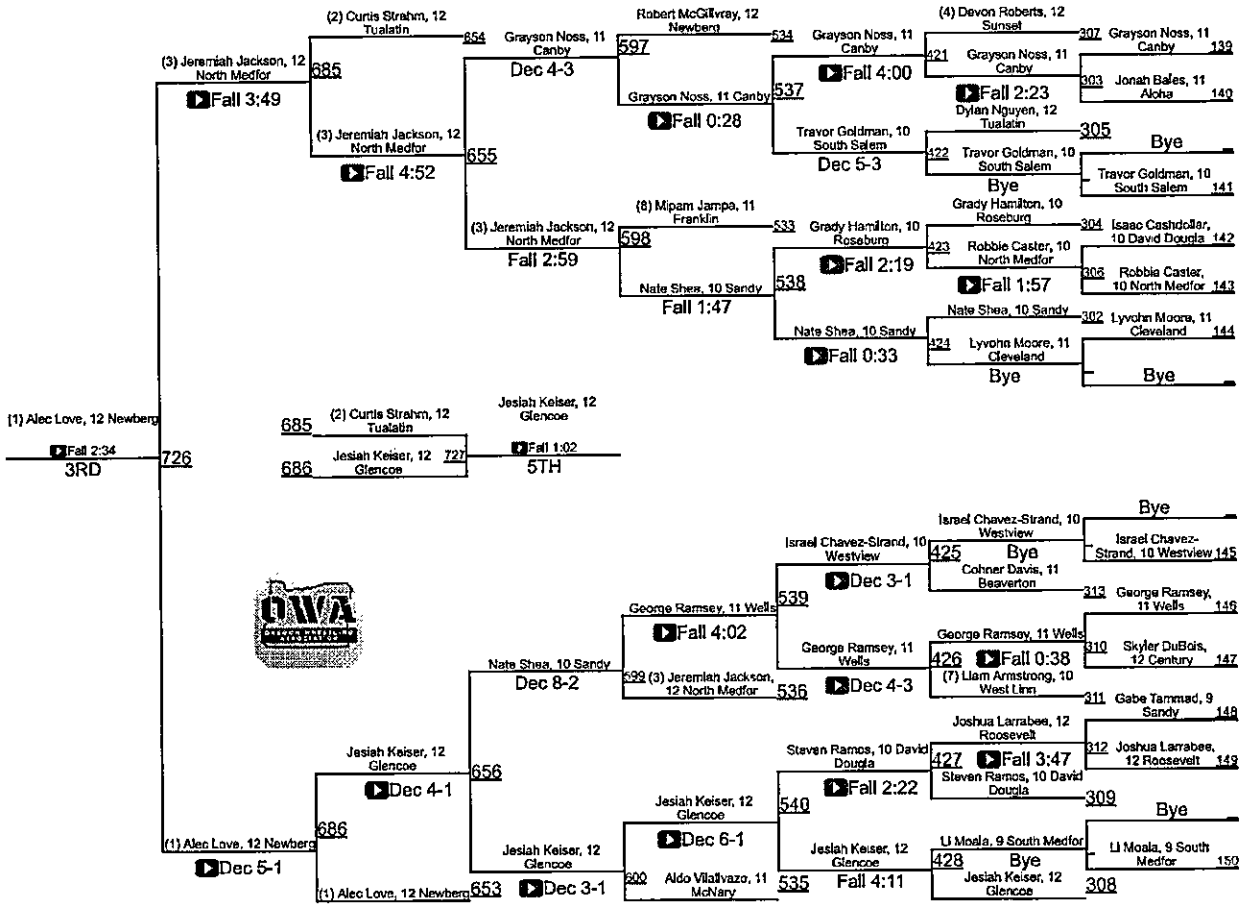 (2) Curtis Strahm, 12
Tualatin
654
(3) Jeremiah Jackson, 12
North Medfor
685
Fall 3:49
(3) Jeremiah Jackson, 12
North Medfor
655
Fall 4:52
Grayson Noss, 11
Canby
597
Dec 4-3
(3) Jeremiah Jackson, 12
North Medfor
598
Fall 2:59
Robert McGillvray, 12
Newberg
534
Grayson Noss, 11 Canby
537
Fall 0:28
(8) Mipam Jampa, 11
Franklin
533
Nate Shea, 10 Sandy
538
Fall 1:47
Grayson Noss, 11
Canby
421
Fall 4:00
Travor Goldman, 10
South Salem
422
Dec 5-3
Grady Hamilton, 10
Roseburg
423
Fall 2:19
Nate Shea, 10 Sandy
424
Fall 0:33
(4) Devon Roberts, 12
Sunset
307
Grayson Noss, 11
Canby
303
Fall 2:23
Dylan Nguyen, 12
Tualatin
305
Travor Goldman, 10
South Salem
Bye
Grady Hamilton, 10
Roseburg
304
Robbie Caster, 10
North Medfor
306
Fall 1:57
Nate Shea, 10 Sandy
302
Lyvohn Moore, 11
Cleveland
Bye
Grayson Noss, 11
Canby 139
Jonah Bales, 11
Aloha 140
Bye
Travor Goldman, 10
South Salem 141
Isaac Cashdollar,
10 David Dougla 142
Robbie Caster,
10 North Medfor 143
Lyvohn Moore, 11
Cleveland 144
Bye
(1) Alec Love, 12 Newberg
Fall 2:34
3RD
726
685
(2) Curtis Strahm, 12
Tualatin
686
Jesiah Keiser, 12
Glencoe
727
Jesiah Keiser, 12
Glencoe
Fall 1:02
5TH
OWA
Bye
Israel Chavez-
Strand, 10 Westview 145
George Ramsey,
11 Wells 146
Skyler DuBois,
12 Century 147
Gabe Tammad, 9
Sandy 148
Joshua Larrabee,
12 Roosevelt 149
Bye
Li Moala, 9 South
Medfor 150
Israel Chavez-Strand, 10
Westview
425
Bye
Cohner Davis, 11
Beaverton
313
George Ramsey, 11 Wells
310
426
Fall 0:38
(7) Liam Armstrong, 10
West Linn
311
Joshua Larrabee, 12
Roosevelt
312
427
Fall 3:47
Steven Ramos, 10 David
Dougla
309
Li Moala, 9 South Medfor
428
Bye
Jesiah Keiser, 12
Glencoe
308
Israel Chavez-Strand, 10
Westview
Dec 3-1
539
George Ramsey, 11
Wells
Dec 4-3
Steven Ramos, 10 David
Dougla
Fall 2:22
540
Jesiah Keiser, 12
Glencoe
Fall 4:11
George Ramsey, 11 Wells
Fall 4:02
599
(3) Jeremiah Jackson,
12 North Medfor
536
Jesiah Keiser, 12
Glencoe
Dec 6-1
600
Aldo Vilallvazo, 11
McNary
535
Nate Shea, 10 Sandy
Dec 8-2
656
Jesiah Keiser, 12
Glencoe
Dec 3-1
Jesiah Keiser, 12
Glencoe
Dec 4-1
686
(1) Alec Love, 12 Newberg
653
(1) Alec Love, 12 Newberg
Dec 5-1